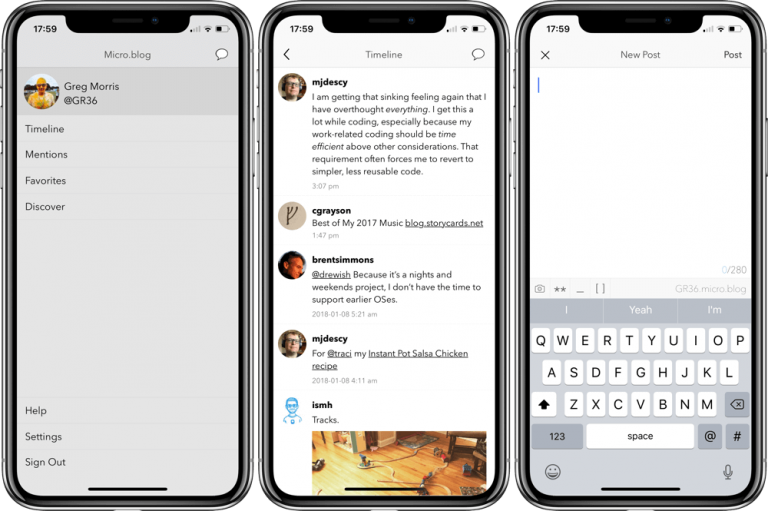 17:59
Micro.blog
Greg Morris
@GR36
Timeline
Mentions
Favorites
Discover
Help
Settings
Sign Out
17:59
Timeline
mjdescy
I am getting that sinking feeling again that I
have overthought everything. I get this a
lot while coding, especially because my
work-related coding should be time
efficient above other considerations. That
requirement often forces me to revert to
simpler, less reusable code.
3:07 pm
cgrayson
Best of My 2017 Music blog.storycards.net
1:47 pm
brentsimmons
@drewish Because it's a nights and
weekends project, I don't have the time to
support earlier OSes.
2018-01-08 5:21 am
mjdescy
For @traci my Instant Pot Salsa Chicken
recipe
2018-01-08 4:11 am
ismh
Tracks.
17:59
New Post
Post
0/280
** _ [ ]
GR36.micro.blog
I Yeah I'm
Q W E R T Y U I O P
A S D F G H J K L
Z X C V B N M
123 space @ #